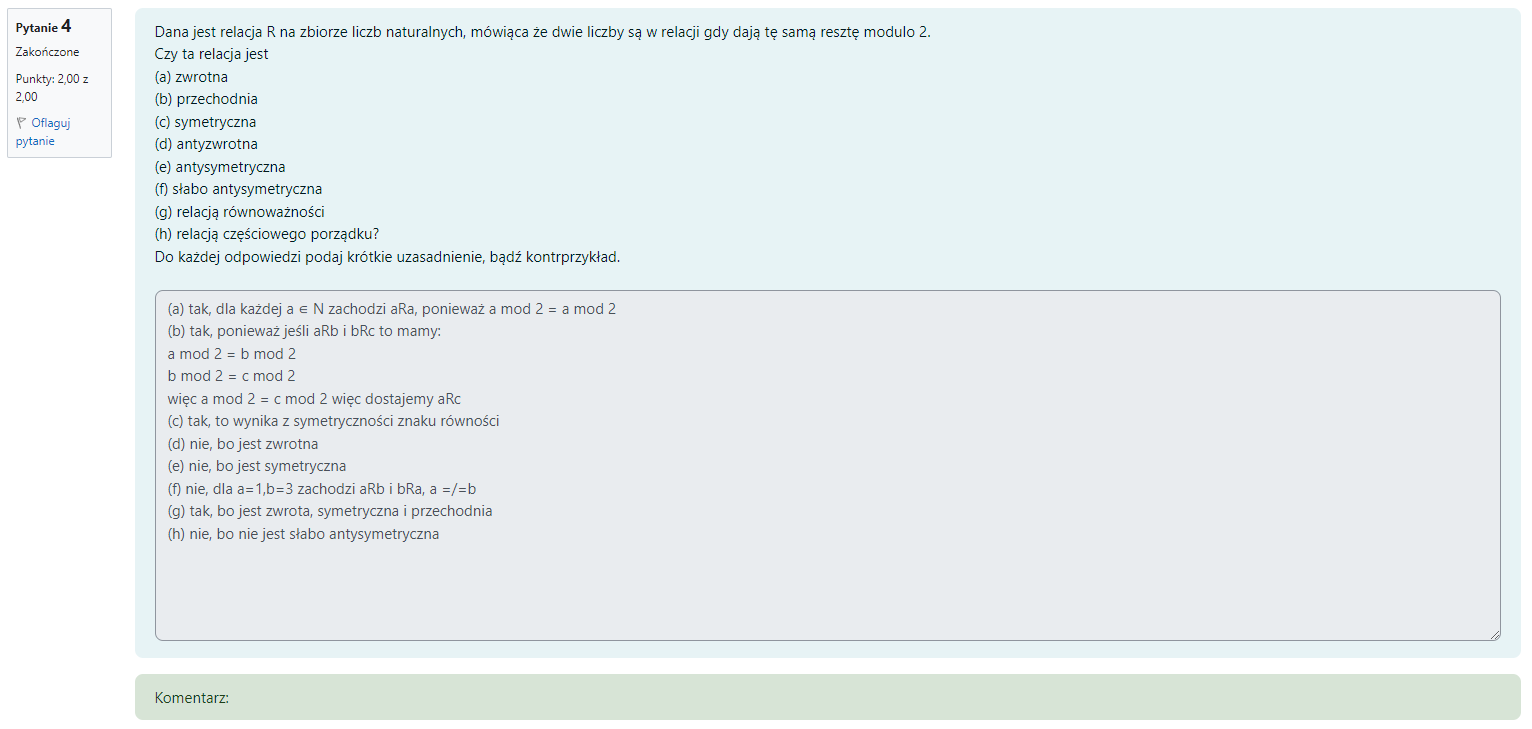 Pytanie 4
Zakończone
Punkty: 2,00 z
2,00
Oflaguj
pytanie
Dana jest relacja R na zbiorze liczb naturalnych, mówiąca że dwie liczby są w relacji gdy dają tę samą resztę modulo 2.
Czy ta relacja jest
(a) zwrotna
(b) przechodnia
(c) symetryczna
(d) antyzwrotna
(e) antysymetryczna
(f) słabo antysymetryczna
(g) relacją równoważności
(h) relacją częściowego porządku?
Do każdej odpowiedzi podaj krótkie uzasadnienie, bądź kontrprzykład.
(a) tak, dla każdej a ∈ N zachodzi aRa, ponieważ a mod 2 = a mod 2
(b) tak, ponieważ jeśli aRb i bRc to mamy:
a mod 2 = b mod 2
b mod 2 = c mod 2
więc a mod 2 = c mod 2 więc dostajemy aRc
(c) tak, to wynika z symetryczności znaku równości
(d) nie, bo jest zwrotna
(e) nie, bo jest symetryczna
(f) nie, dla a=1,b=3 zachodzi aRb i bRa, a =/=b
(g) tak, bo jest zwrota, symetryczna i przechodnia
(h) nie, bo nie jest słabo antysymetryczna
Komentarz: